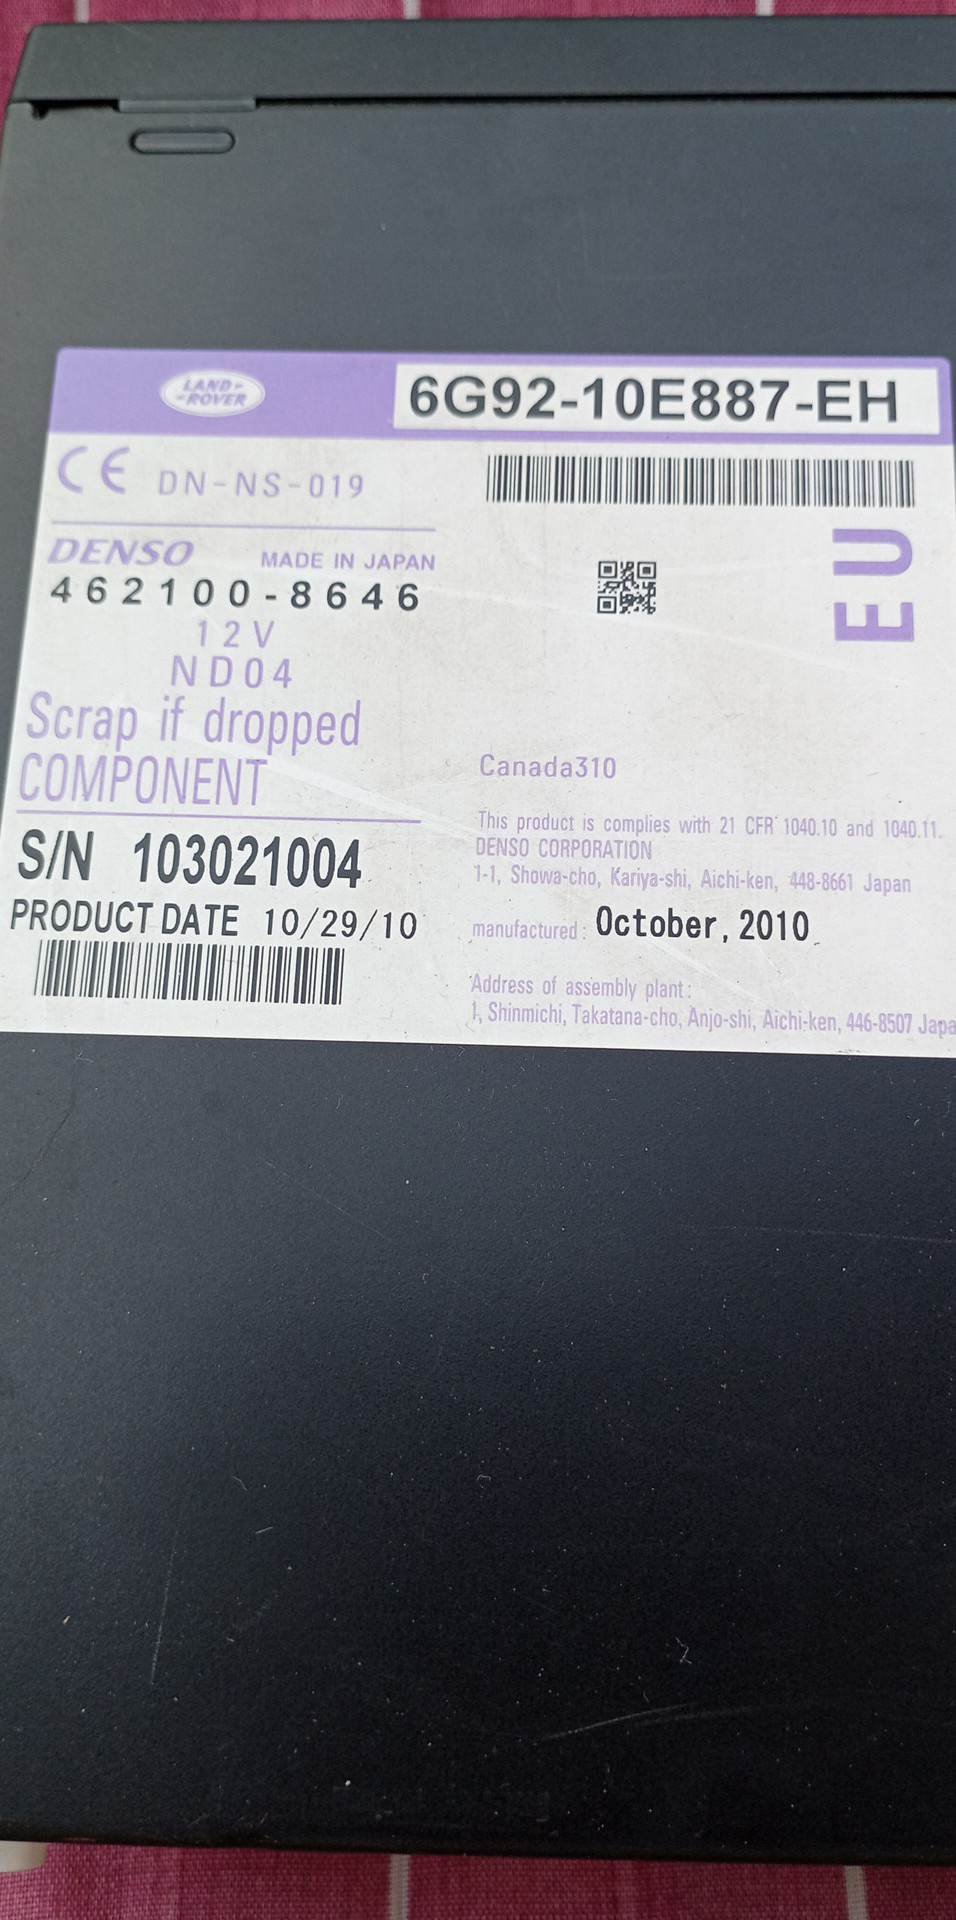 LAND-
-ROVER
6G92-10E887-EH
CE DN-NS-019
DENSO MADE IN JAPAN
462100-8646
12V
ND04
EU
Scrap if dropped
COMPONENT
S/N 103021004
PRODUCT DATE 10/29/10
Canada310
This product is complies with 21 CFR 1040.10 and 1040.11.
DENSO CORPORATION
1-1, Showa-cho, Kariya-shi, Aichi-ken, 448-8661 Japan
manufactured: October, 2010
Address of assembly plant:
1, Shinmichi, Takatana-cho, Anjo-shi, Aichi-ken, 446-8507 Japa